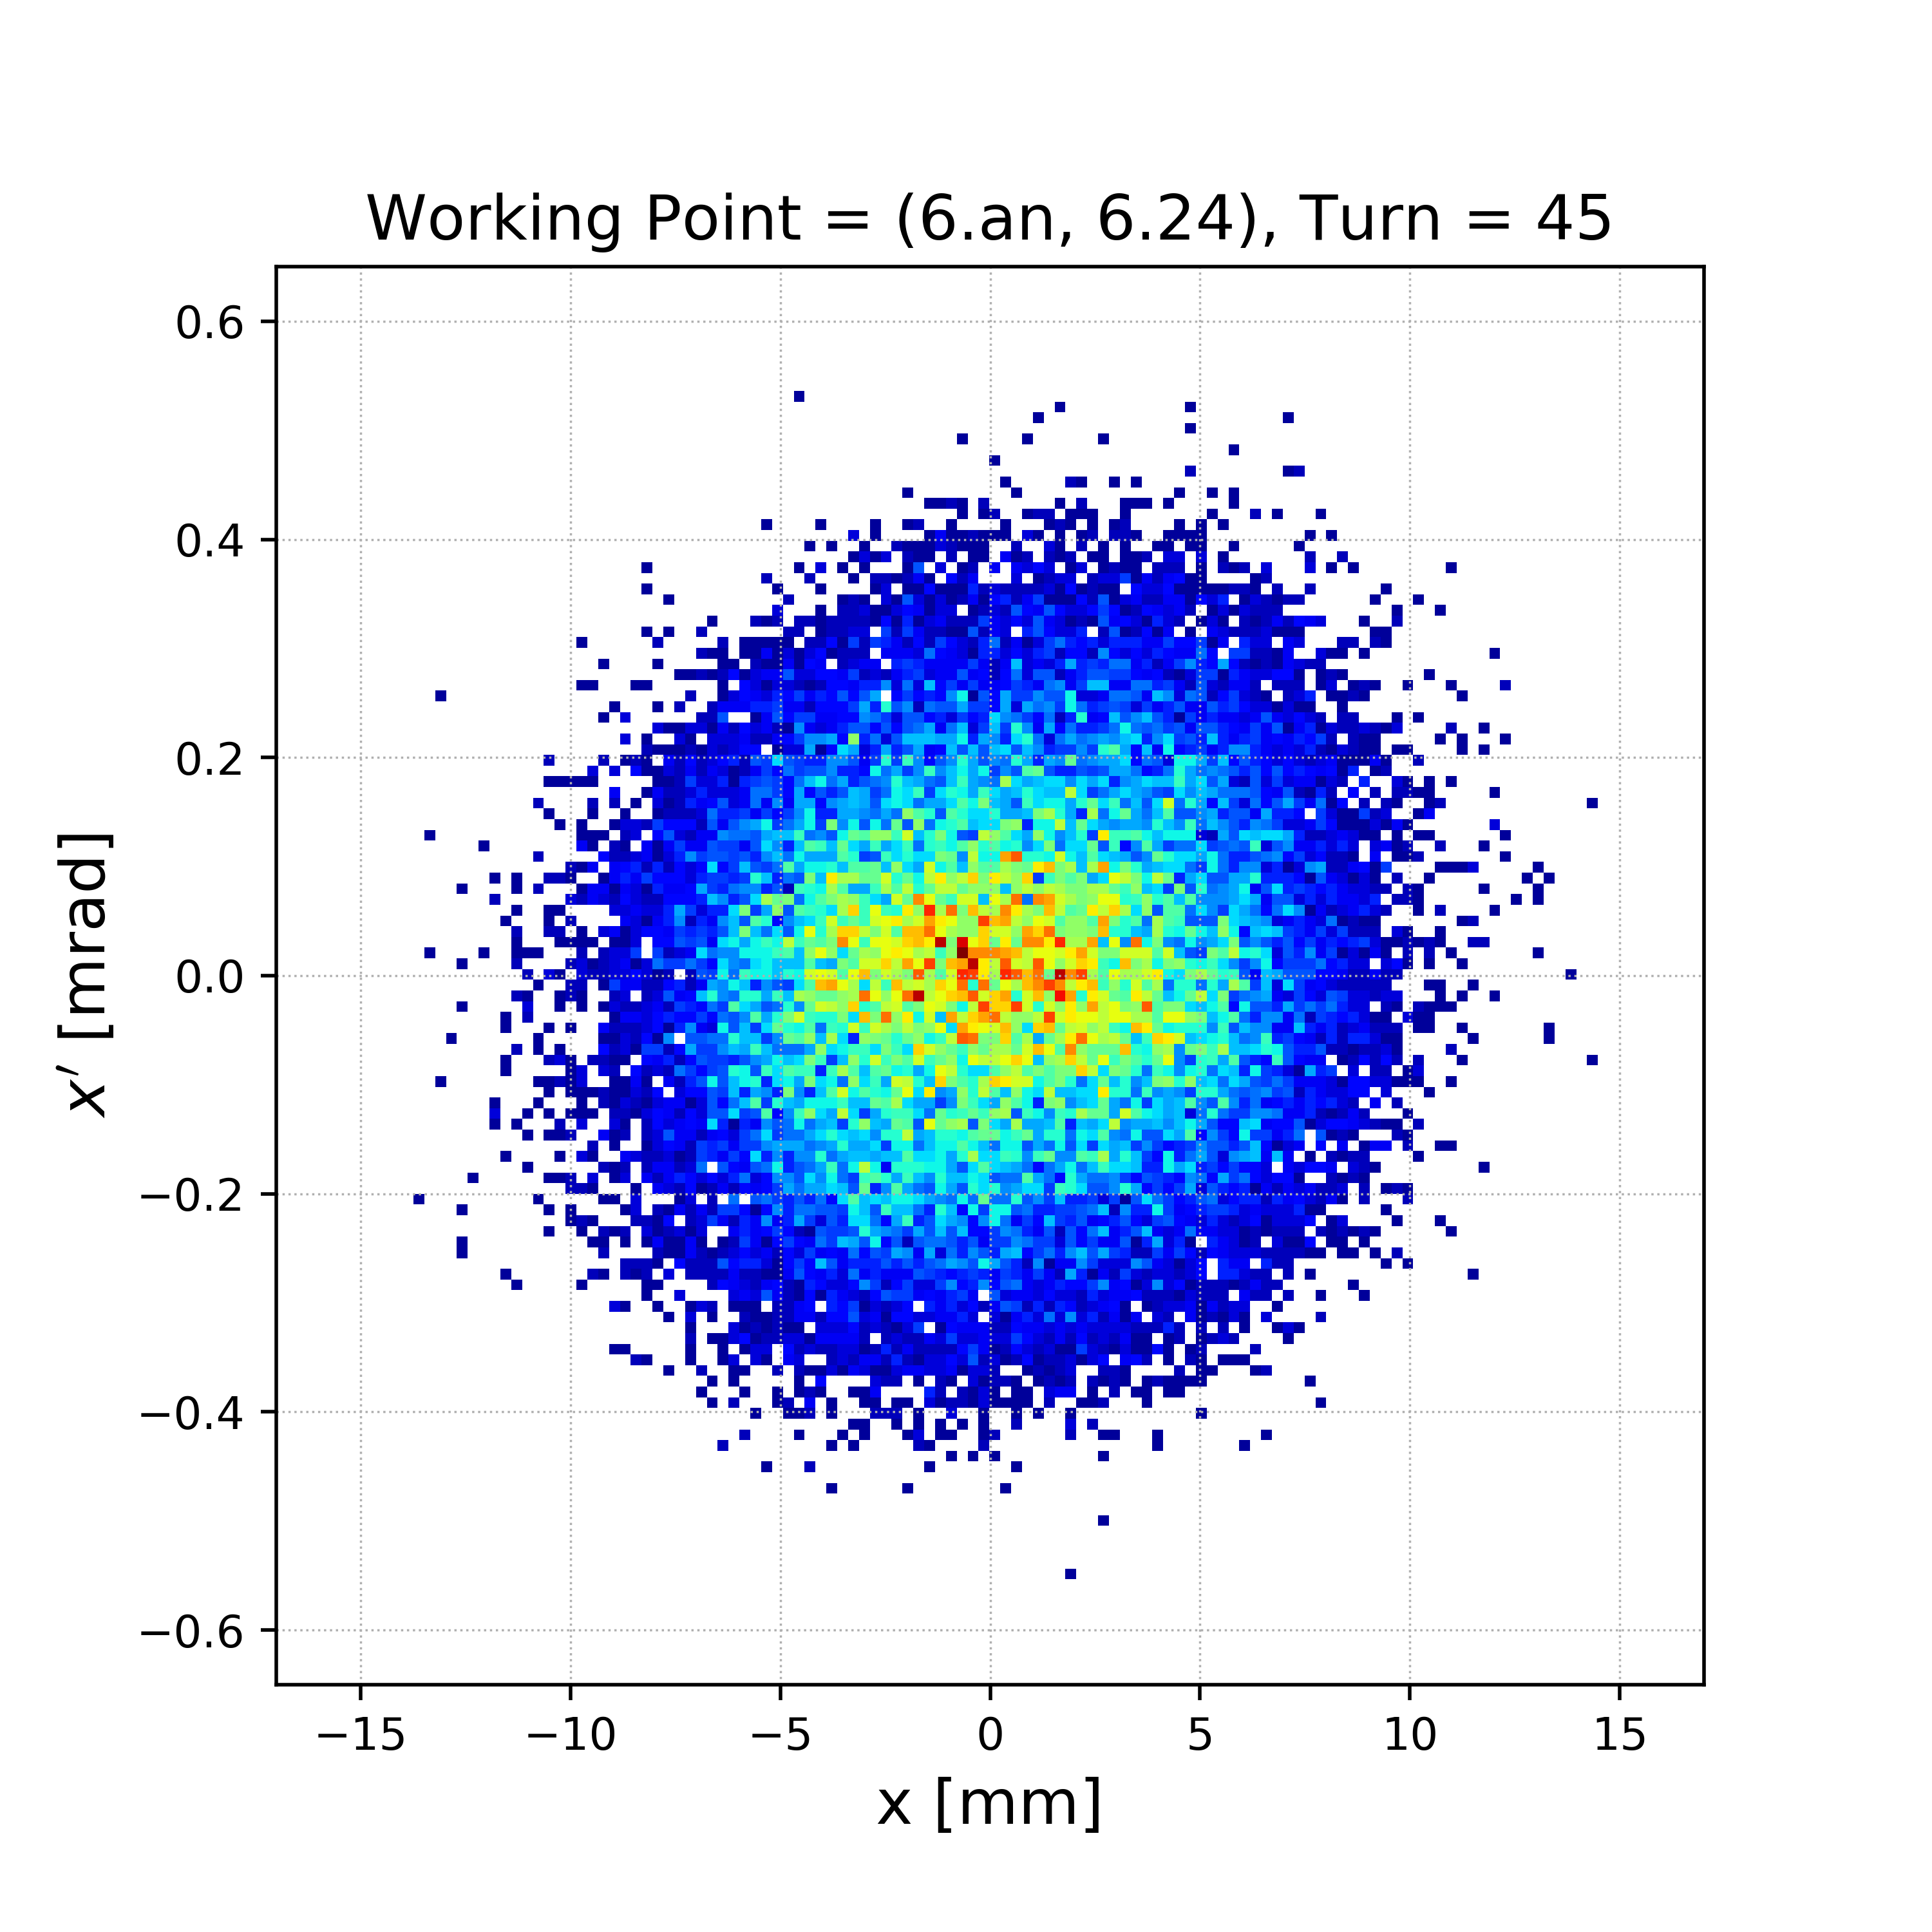 Working Point = (6.an, 6.24), Turn = 45
0.6
0.4
0.2
0.0
−0.2
−0.4
−0.6
x′ [mrad]
−15 −10 −5 0 5 10 15
x [mm]